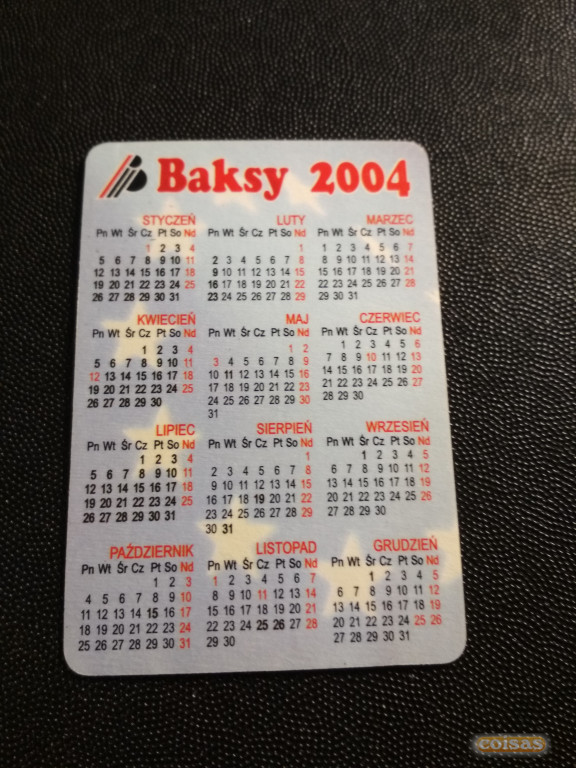 Baksy 2004
STYCZEŃ
Pn Wt Śr Cz Pt So Nd
1 2 3 4
5 6 7 8 9 10 11
12 13 14 15 16 17 18
19 20 21 22 23 24 25
26 27 28 29 30 31
LUTY
Pn Wt Śr Cz Pt So Nd
1
2 3 4 5 6 7 8
9 10 11 12 13 14 15
16 17 18 19 20 21 22
23 24 25 26 27 28 29
MARZEC
Pn Wt Śr Cz Pt So Nd
1 2 3 4 5 6 7
8 9 10 11 12 13 14
15 16 17 18 19 20 21
22 23 24 25 26 27 28
29 30 31
KWIECIEŃ
Pn Wt Śr Cz Pt So Nd
1 2 3 4
5 6 7 8 9 10 11
12 13 14 15 16 17 18
19 20 21 22 23 24 25
26 27 28 29 30
MAJ
Pn Wt Śr Cz Pt So Nd
1 2
3 4 5 6 7 8 9
10 11 12 13 14 15 16
17 18 19 20 21 22 23
24 25 26 27 28 29 30
31
CZERWIEC
Pn Wt Śr Cz Pt So Nd
1 2 3 4 5 6
7 8 9 10 11 12 13
14 15 16 17 18 19 20
21 22 23 24 25 26 27
28 29 30
LIPIEC
Pn Wt Śr Cz Pt So Nd
1 2 3 4
5 6 7 8 9 10 11
12 13 14 15 16 17 18
19 20 21 22 23 24 25
26 27 28 29 30 31
SIERPIEŃ
Pn Wt Śr Cz Pt So Nd
1
2 3 4 5 6 7 8
9 10 11 12 13 14 15
16 17 18 19 20 21 22
23 24 25 26 27 28 29
30 31
WRZESIEŃ
Pn Wt Śr Cz Pt So Nd
1 2 3 4 5
6 7 8 9 10 11 12
13 14 15 16 17 18 19
20 21 22 23 24 25 26
27 28 29 30
PAŹDZIERNIK
Pn Wt Śr Cz Pt So Nd
1 2 3
4 5 6 7 8 9 10
11 12 13 14 15 16 17
18 19 20 21 22 23 24
25 26 27 28 29 30 31
LISTOPAD
Pn Wt Śr Cz Pt So Nd
1 2 3 4 5 6 7
8 9 10 11 12 13 14
15 16 17 18 19 20 21
22 23 24 25 26 27 28
29 30
GRUDZIEŃ
Pn Wt Śr Cz Pt So Nd
1 2 3 4 5
6 7 8 9 10 11 12
13 14 15 16 17 18 19
20 21 22 23 24 25 26
27 28 29 30 31
coisas